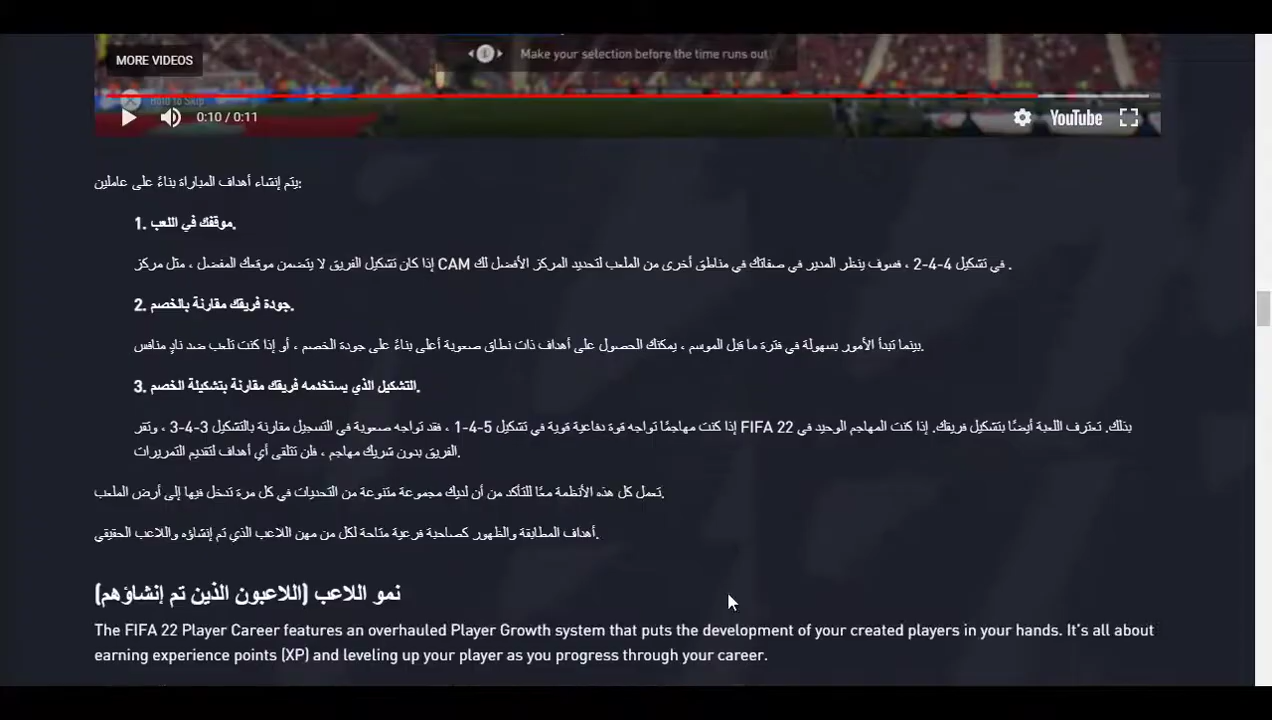 Make your selection before the time runs out!
MORE VIDEOS
Hold to Skip
0:10 / 0:11
YouTube
يتم إنشاء أهداف المباراة بناءً على عاملين:
1. موقفك في اللعب.
في تشكيل 4-4-2 ، فسوف ينظر المدير في صفاتك في مناطق أخرى من الملعب لتحديد المركز الأفضل لك CAM إذا كان تشكيل الفريق لا يتضمن موقعك المفضل ، مثل مركز .
2. جودة فريقك مقارنة بالخصم.
بينما تبدأ الأمور بسهولة في فترة ما قبل الموسم ، يمكنك الحصول على أهداف ذات نطاق صعوبة أعلى بناءً على جودة الخصم ، أو إذا كنت تلعب ضد نادٍ منافس.
3. التشكيل الذي يستخدمه فريقك مقارنة بتشكيلة الخصم.
بذلك. تعترف اللعبة أيضًا بتشكيل فريقك. إذا كنت المهاجم الوحيد في FIFA 22 إذا كنت مهاجمًا تواجه قوة دفاعية قوية في تشكيل 5-4-1 ، فقد تواجه صعوبة في التسجيل مقارنة بالتشكيل 3-4-3 ، وتقر
الفريق بدون شريك مهاجم ، فلن تتلقى أي أهداف لتقديم التمريرات.
تعمل كل هذه الأنظمة معًا للتأكد من أن لديك مجموعة متنوعة من التحديات في كل مرة تدخل فيها إلى أرض الملعب.
أهداف المطابقة والظهور كصاحبة فرعية متاحة لكل من مهن اللاعب الذي تم إنشاؤه واللاعب الحقيقي.
نمو اللاعب (اللاعبون الذين تم إنشاؤهم)
The FIFA 22 Player Career features an overhauled Player Growth system that puts the development of your created players in your hands. It's all about
earning experience points (XP) and leveling up your player as you progress through your career.